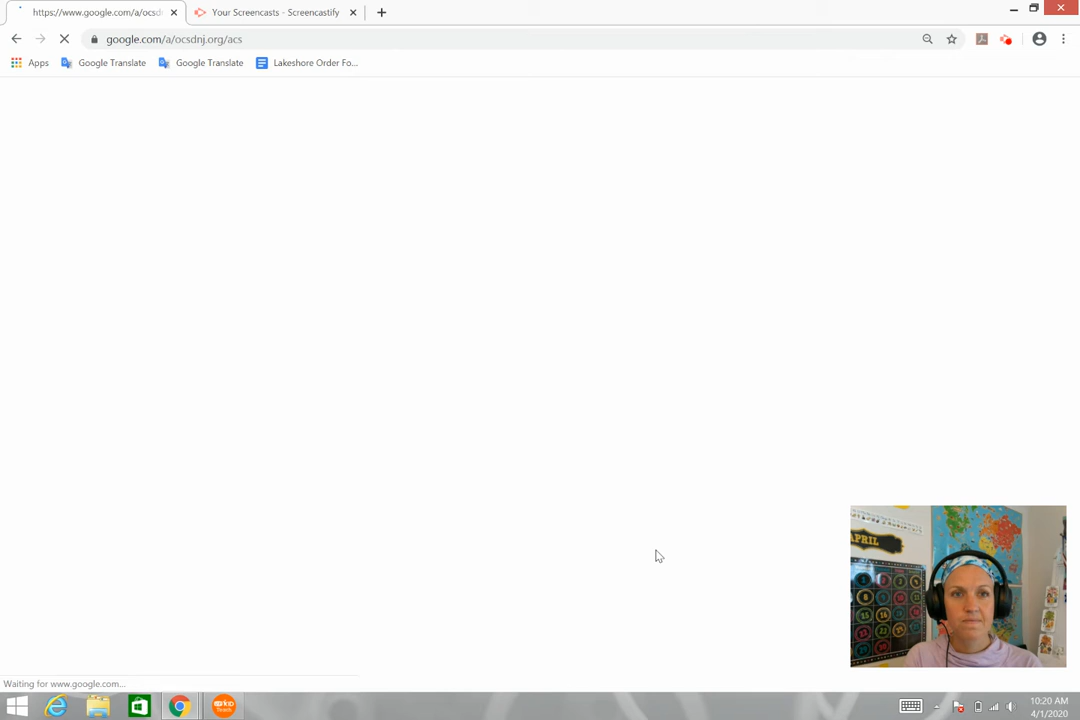 https://www.google.com/a/ocsd
Your Screencasts - Screencastify
google.com/a/ocsdnj.org/acs
Apps
Google Translate
Google Translate
Lakeshore Order Fo...
APRIL
Waiting for www.google.com...
10:20 AM
4/1/2020